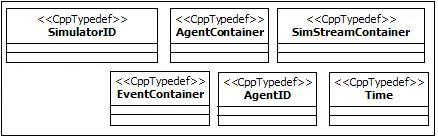 <<CppTypedef>>
SimulatorID
<<CppTypedef>>
AgentContainer
<<CppTypedef>>
SimStreamContainer
<<CppTypedef>>
EventContainer
<<CppTypedef>>
AgentID
<<CppTypedef>>
Time